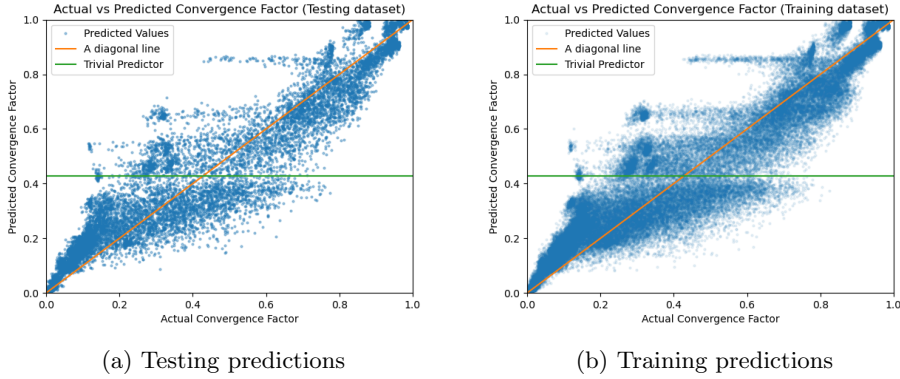 Actual vs Predicted Convergence Factor (Testing dataset)
1.0
0.8
0.6
0.4
0.2
0.0
Predicted Convergence Factor
Predicted Values
A diagonal line
Trivial Predictor
0.0 0.2 0.4 0.6 0.8 1.0
Actual Convergence Factor
(a) Testing predictions
Actual vs Predicted Convergence Factor (Training dataset)
1.0
0.8
0.6
0.4
0.2
0.0
Predicted Convergence Factor
Predicted Values
A diagonal line
Trivial Predictor
0.0 0.2 0.4 0.6 0.8 1.0
Actual Convergence Factor
(b) Training predictions